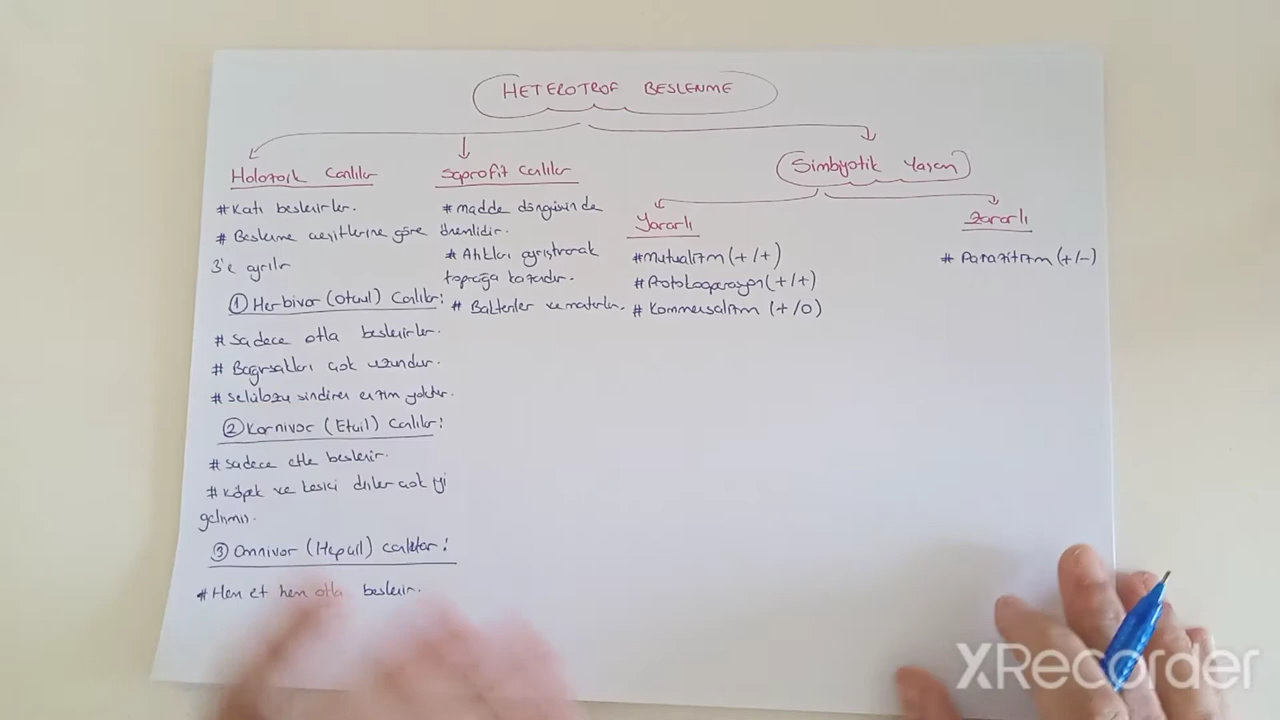 HETEROTROF BESLENME
Holozoik Canlılar
# Katı beslenirler.
# Beslenme çeşitlerine göre
3'e ayrılır
① Herbivor (Otçul) Canlılar:
# Sadece otla beslenirler.
# Bağırsakları çok uzundur.
# Selülozu sindiren enzim yoktur.
② Karnivor (Etçil) Canlılar:
# Sadece etle beslenir.
# Köpek ve kesici dişler çok iyi
gelişmiş.
③ Omnivor (Hepçil) canlılar:
# Hem et hem otla beslenir.
Saprofit Canlılar
# madde döngüsünde
önemlidir.
# Atıkları ayrıştırarak
toprağa kazandır.
# Bakteriler ve mantarlar.
Simbiyotik Yaşam
Yararlı
# Mutualizm (+/+)
# Protokooperasyon (+/+)
# Kommensalizm (+/0)
Zararlı
# Parazitizm (+/-)
XRecorder